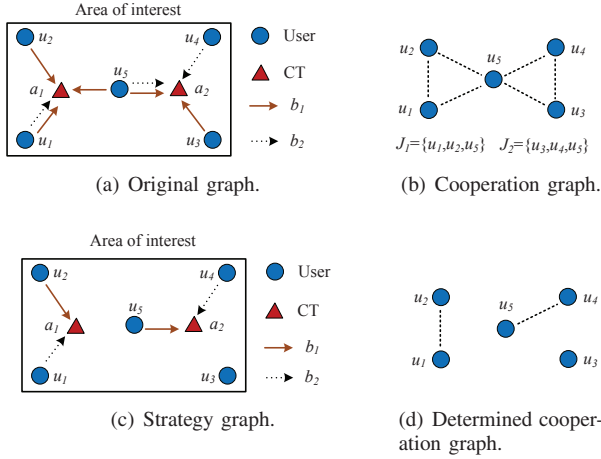 Area of interest
u2
u4
User
u5
CT
a1
a2
b1
b2
u1
u3
(a) Original graph.
u2
u4
u5
u1
u3
J1={u1,u2,u5} J2={u3,u4,u5}
(b) Cooperation graph.
Area of interest
u2
u4
User
u5
CT
a1
a2
b1
b2
u1
u3
(c) Strategy graph.
u2
u4
u5
u1
u3
(d) Determined cooper-
ation graph.